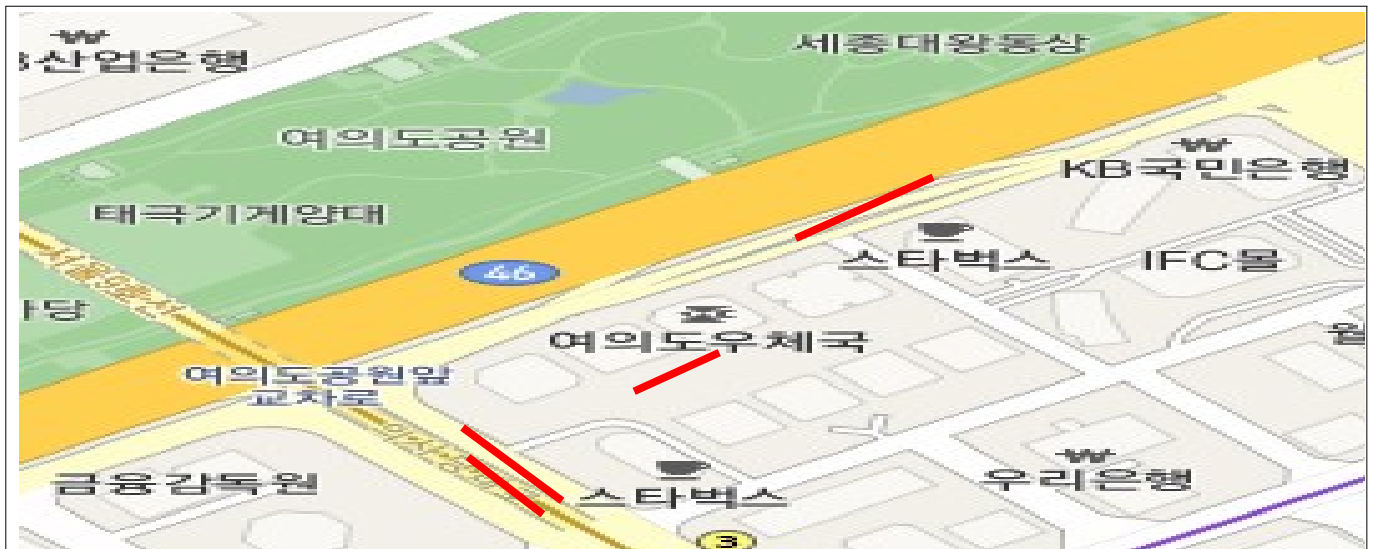 산업은행
세종대왕동상
여의도공원
KB국민은행
태극기게양대
스타벅스
IFC몰
46
당
여의도우체국
여의도공원앞
교차로
금융감독원
스타벅스
우리은행
3